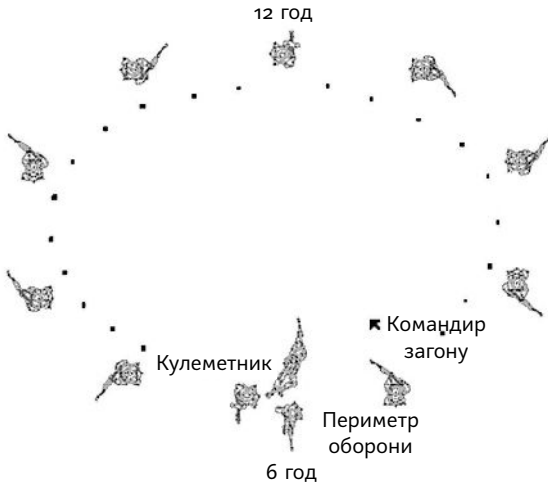 12 год
Командир
загону
Кулеметник
Периметр
оборони
6 год